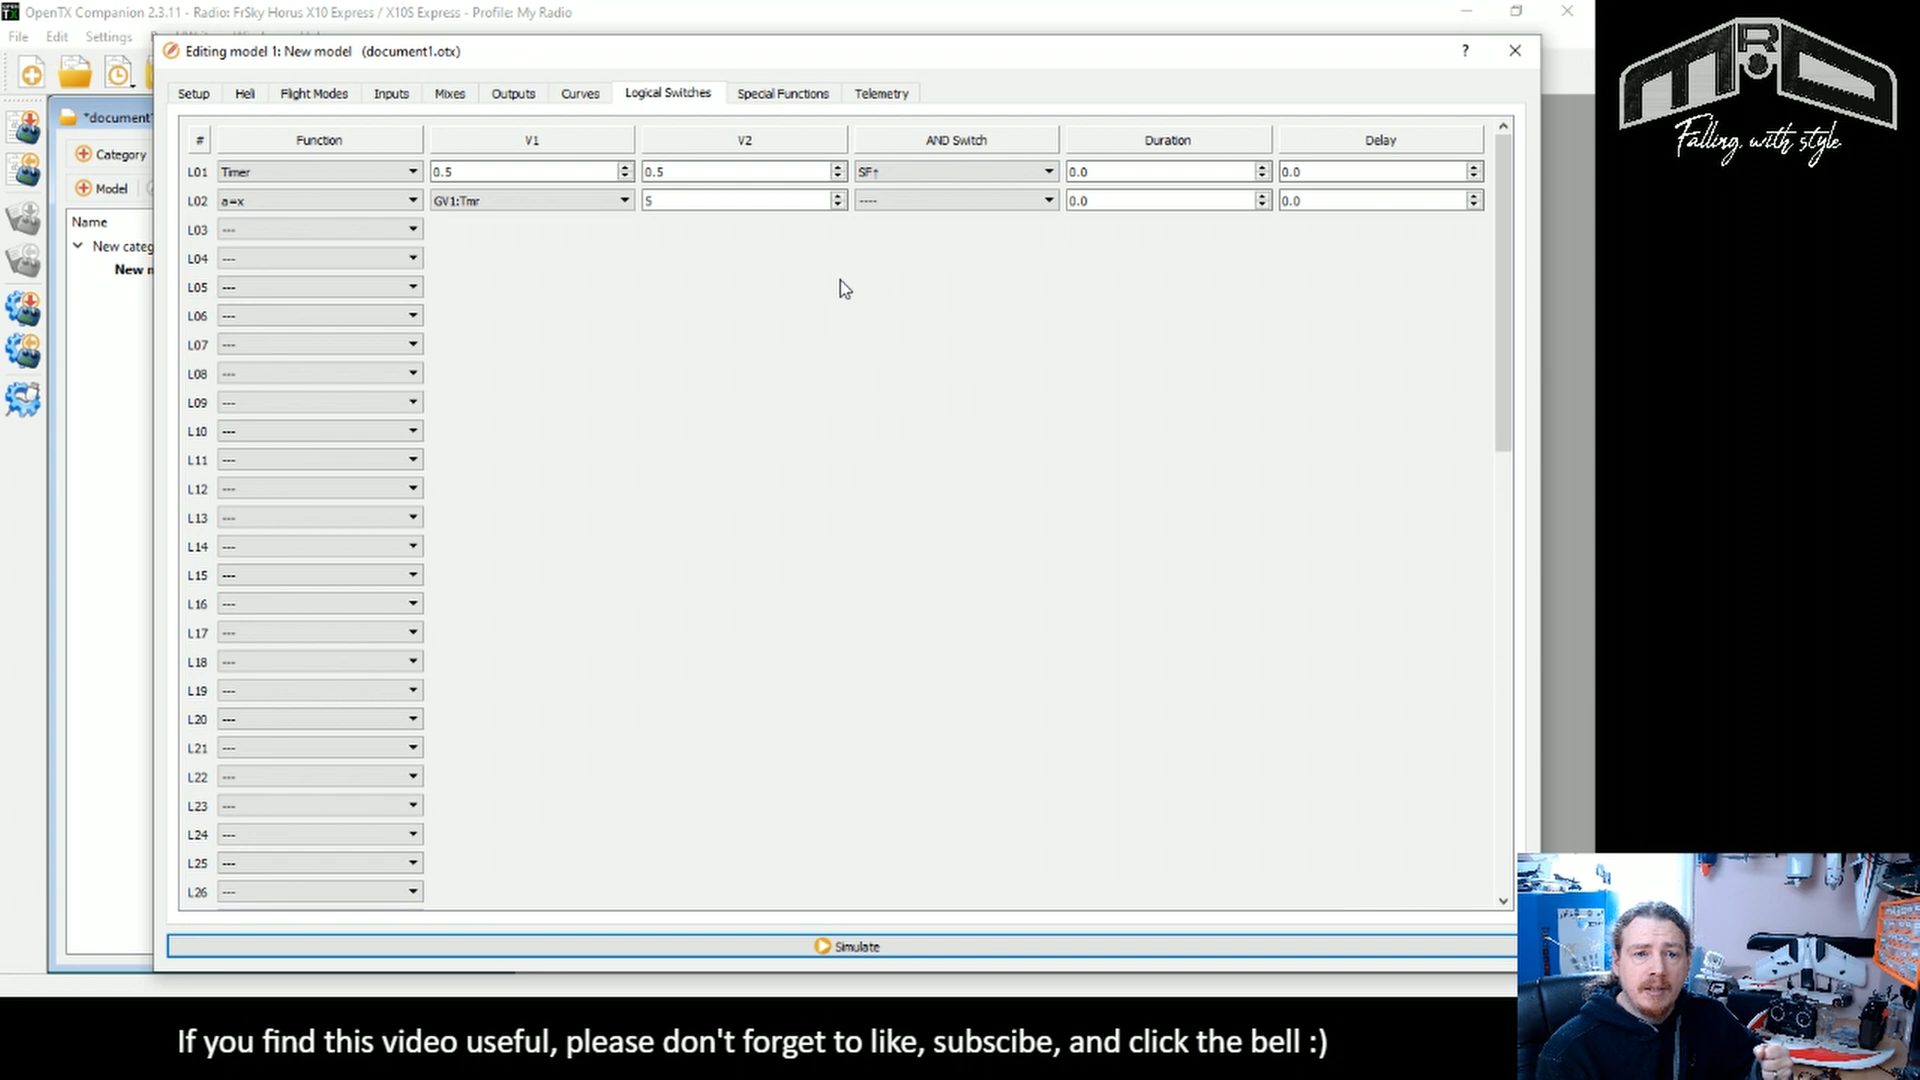 OpenTX Companion 2.3.11 - Radio: FrSky Horus X10 Express / X10S Express - Profile: My Radio
File Edit Settings
Editing model 1: New model (document1.otx) ?
Setup Heli Flight Modes Inputs Mixes Outputs Curves Logical Switches Special Functions Telemetry
*document
Category
Model
Name
New categ
New
# Function V1 V2 AND Switch Duration Delay
L01 Timer 0.5 0.5 SF↑ 0.0 0.0
L02 a=x GV1:Tmr 5 ---- 0.0 0.0
L03 ---
L04 ---
L05 ---
L06 ---
L07 ---
L08 ---
L09 ---
L10 ---
L11 ---
L12 ---
L13 ---
L14 ---
L15 ---
L16 ---
L17 ---
L18 ---
L19 ---
L20 ---
L21 ---
L22 ---
L23 ---
L24 ---
L25 ---
L26 ---
Simulate
MRD
Falling with style
If you find this video useful, please don't forget to like, subscibe, and click the bell :)